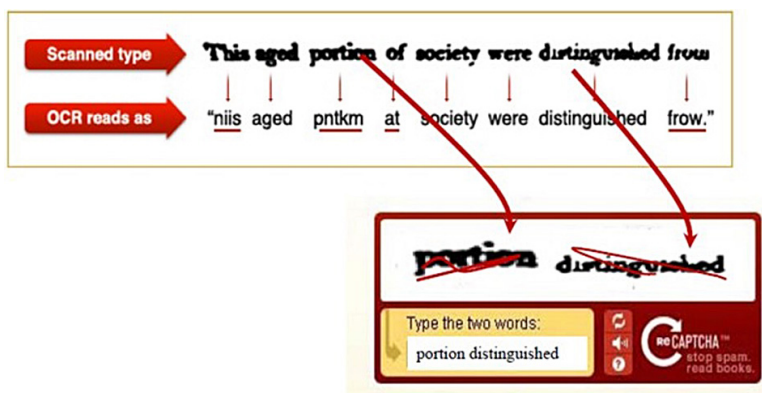 Scanned type
This aged portion of society were distinguished from
OCR reads as
"niis aged pntkm at society were distinguished frow."
portion distinguished
Type the two words:
portion distinguished
reCAPTCHA™
stop spam.
read books.